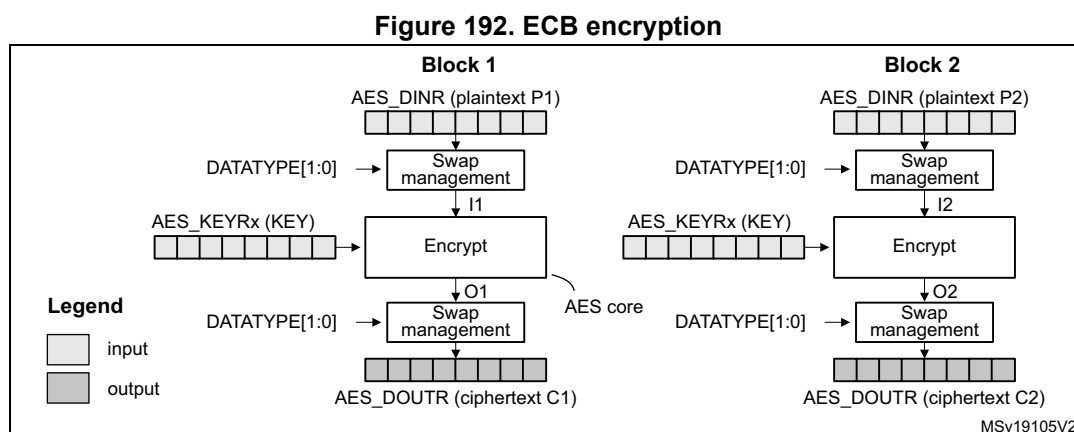 Figure 192. ECB encryption
Block 1
AES_DINR (plaintext P1)
DATATYPE[1:0]
Swap
management
I1
AES_KEYRx (KEY)
Encrypt
O1
AES core
DATATYPE[1:0]
Swap
management
AES_DOUTR (ciphertext C1)
Block 2
AES_DINR (plaintext P2)
DATATYPE[1:0]
Swap
management
I2
AES_KEYRx (KEY)
Encrypt
O2
DATATYPE[1:0]
Swap
management
AES_DOUTR (ciphertext C2)
Legend
input
output
MSv19105V2